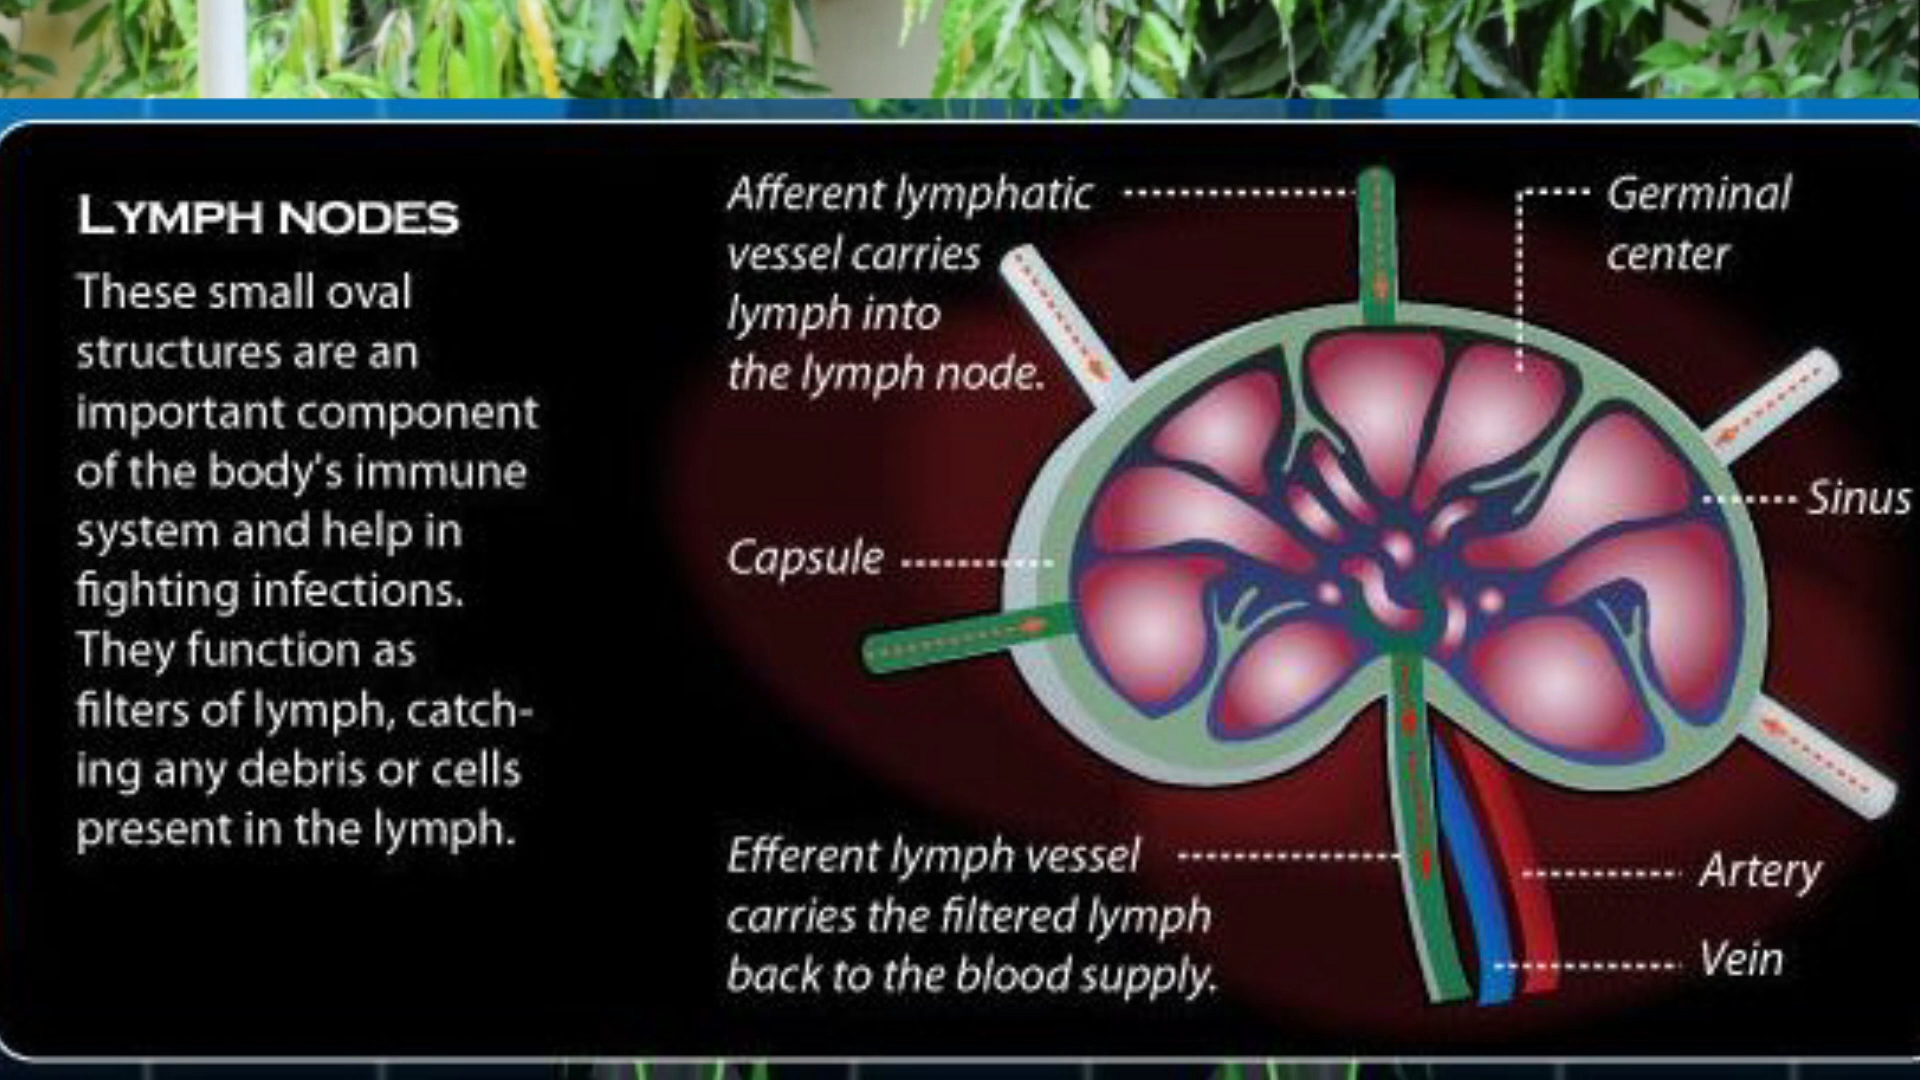 LYMPH NODES
These small oval
structures are an
important component
of the body's immune
system and help in
fighting infections.
They function as
filters of lymph, catch-
ing any debris or cells
present in the lymph.
Afferent lymphatic
vessel carries
lymph into
the lymph node.
Germinal
center
Sinus
Capsule
Efferent lymph vessel
carries the filtered lymph
back to the blood supply.
Artery
Vein